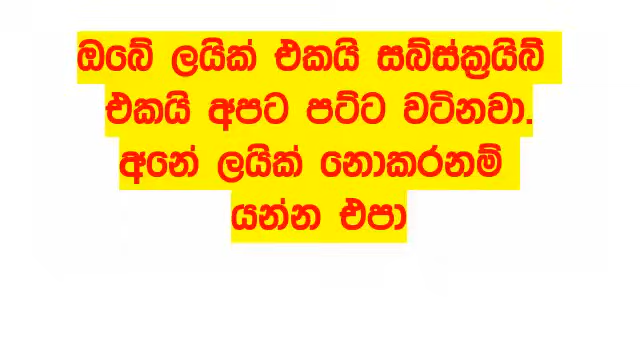 ඔබේ ලයික් එකයි සබ්ස්ක්‍රයිබ්
එකයි අපට පට්ට වටිනවා.
අනේ ලයික් නොකරනම්
යන්න එපා